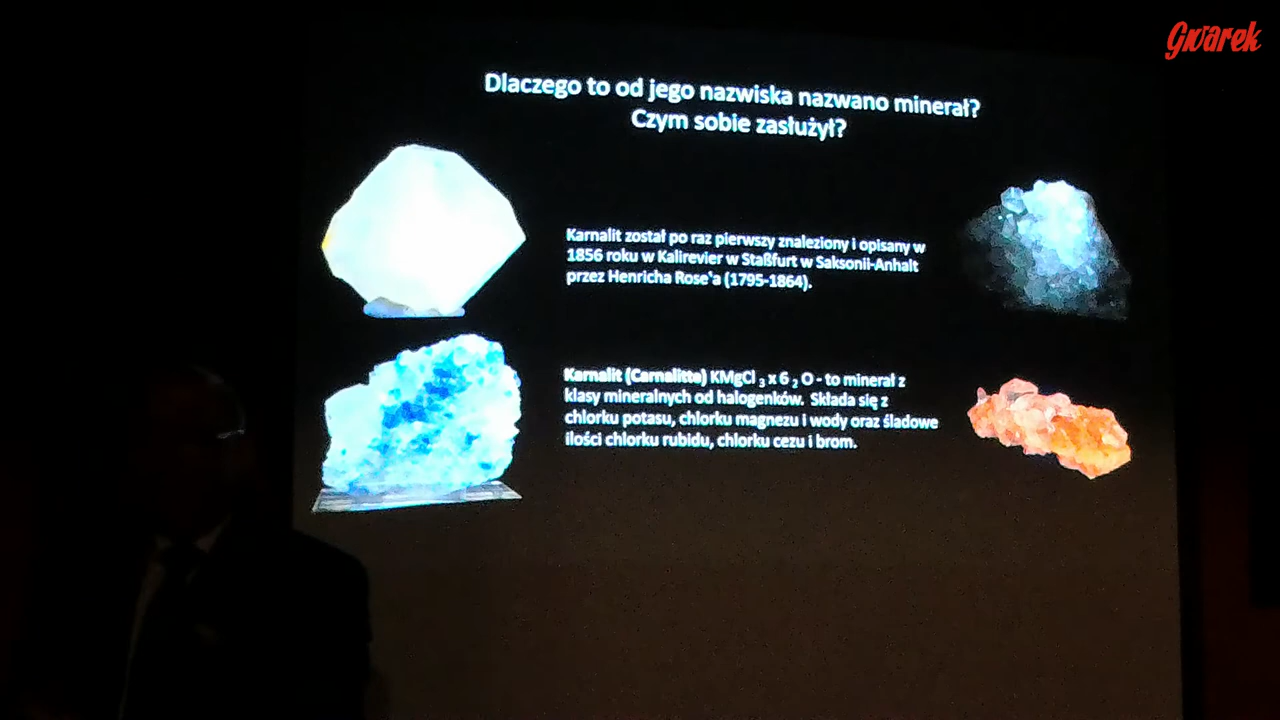 Gwarek
Dlaczego to od jego nazwiska nazwano minerał?
Czym sobie zasłużył?
Karnalit został po raz pierwszy znaleziony i opisany w
1856 roku w Kalirevier w Staßfurt w Saksonii-Anhalt
przez Henricha Rose'a (1795-1864).
Karnalit (Carnalitte) KMgCl ₃ x 6 ₂ O - to minerał z
klasy mineralnych od halogenków. Składa się z
chlorku potasu, chlorku magnezu i wody oraz śladowe
ilości chlorku rubidu, chlorku cezu i brom.